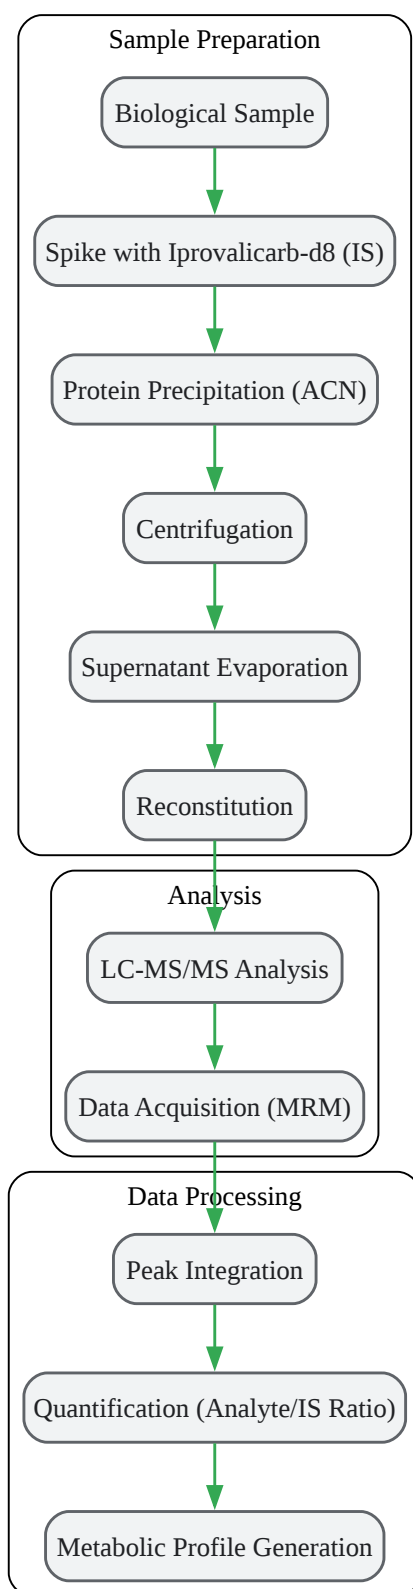 Sample Preparation
Biological Sample
Spike with Iprovalicarb-d8 (IS)
Protein Precipitation (ACN)
Centrifugation
Supernatant Evaporation
Reconstitution
Analysis
LC-MS/MS Analysis
Data Acquisition (MRM)
Data Processing
Peak Integration
Quantification (Analyte/IS Ratio)
Metabolic Profile Generation